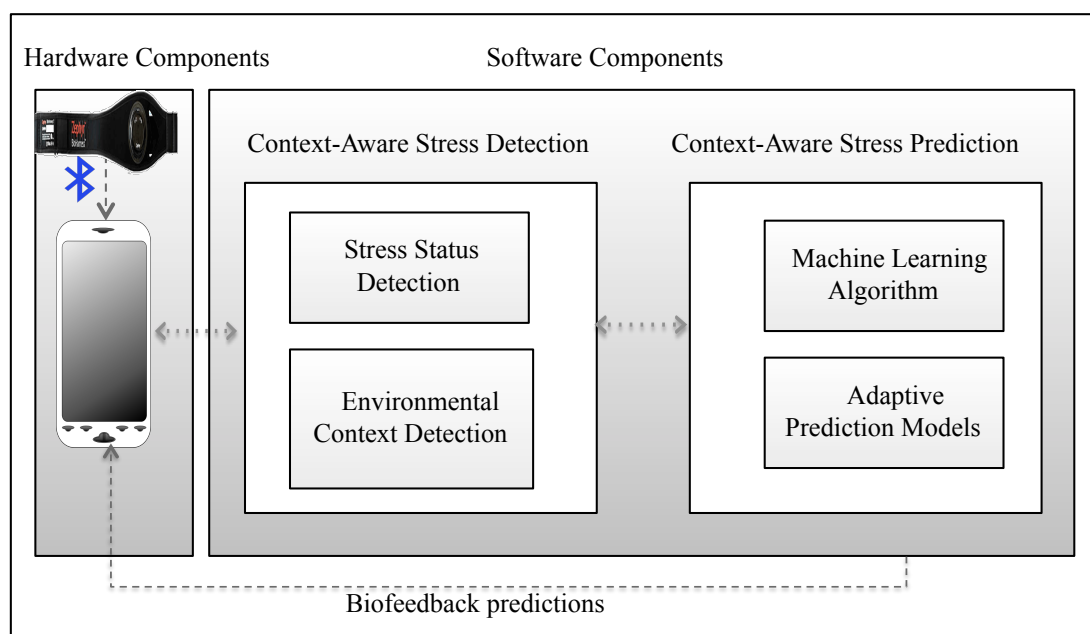 Hardware Components
Software Components
Zephyr
Context-Aware Stress Detection
Context-Aware Stress Prediction
Stress Status
Detection
Environmental
Context Detection
Machine Learning
Algorithm
Adaptive
Prediction Models
Biofeedback predictions